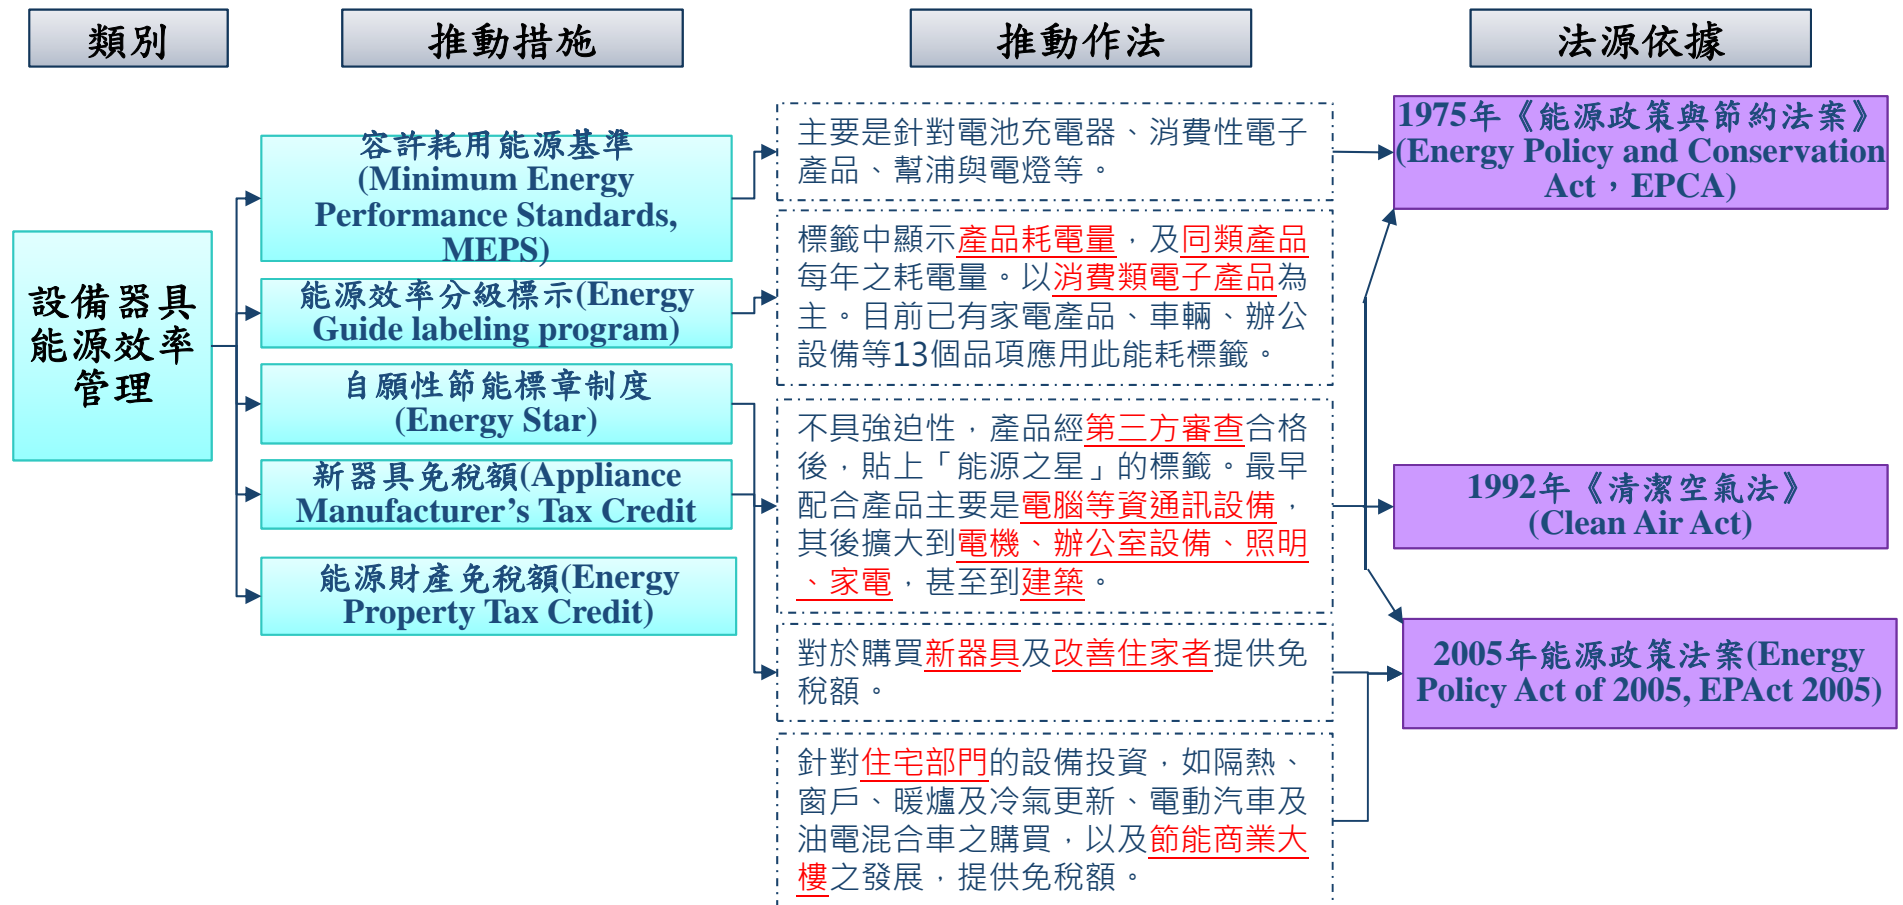 類別
推動措施
推動作法
法源依據
設備器具
能源效率
管理
容許耗用能源基準
(Minimum Energy
Performance Standards,
MEPS)
能源效率分級標示(Energy
Guide labeling program)
自願性節能標章制度
(Energy Star)
新器具免稅額(Appliance
Manufacturer’s Tax Credit
能源財產免稅額(Energy
Property Tax Credit)
主要是針對電池充電器、消費性電子
產品、幫浦與電燈等。
標籤中顯示產品耗電量，及同類產品
每年之耗電量。以消費類電子產品為
主。目前已有家電產品、車輛、辦公
設備等13個品項應用此能耗標籤。
不具強迫性，產品經第三方審查合格
後，貼上「能源之星」的標籤。最早
配合產品主要是電腦等資通訊設備，
其後擴大到電機、辦公室設備、照明
、家電，甚至到建築。
對於購買新器具及改善住家者提供免
稅額。
針對住宅部門的設備投資，如隔熱、
窗戶、暖爐及冷氣更新、電動汽車及
油電混合車之購買，以及節能商業大
樓之發展，提供免稅額。
1975年《能源政策與節約法案》
(Energy Policy and Conservation
Act，EPCA)
1992年《清潔空氣法》
(Clean Air Act)
2005年能源政策法案(Energy
Policy Act of 2005, EPAct 2005)